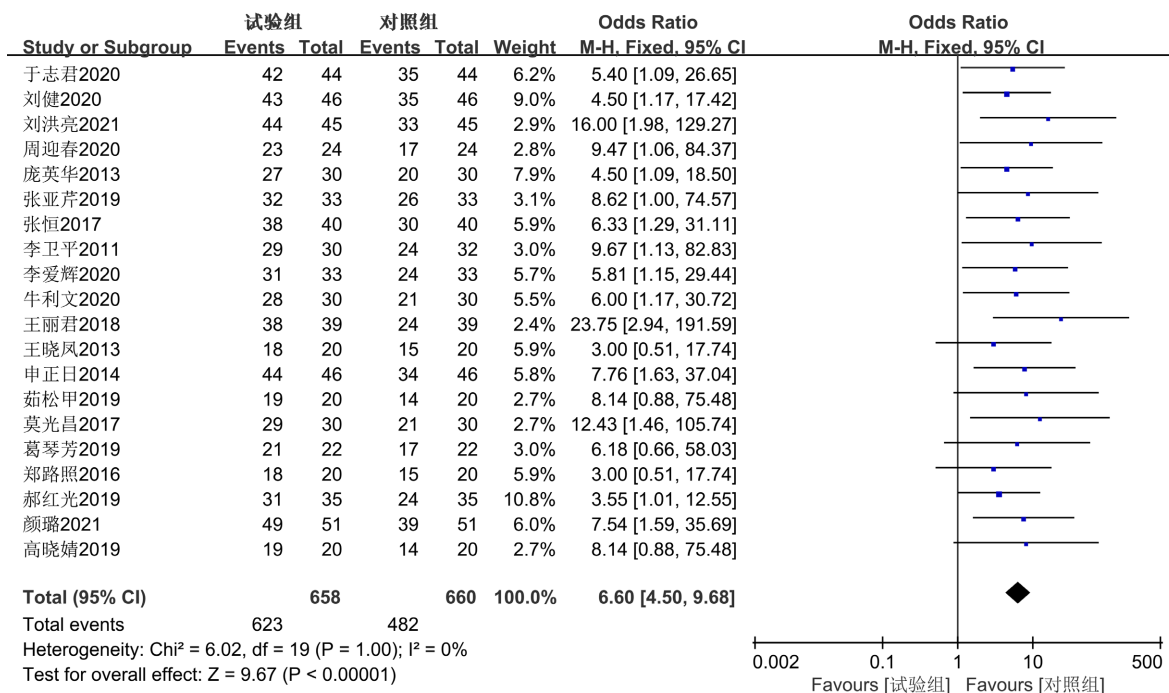 试验组 对照组 Odds Ratio Odds Ratio
Study or Subgroup Events Total Events Total Weight M-H, Fixed, 95% CI M-H, Fixed, 95% CI
于志君2020 42 44 35 44 6.2% 5.40 [1.09, 26.65]
刘健2020 43 46 35 46 9.0% 4.50 [1.17, 17.42]
刘洪亮2021 44 45 33 45 2.9% 16.00 [1.98, 129.27]
周迎春2020 23 24 17 24 2.8% 9.47 [1.06, 84.37]
庞英华2013 27 30 20 30 7.9% 4.50 [1.09, 18.50]
张亚芹2019 32 33 26 33 3.1% 8.62 [1.00, 74.57]
张恒2017 38 40 30 40 5.2% 6.33 [1.29, 31.11]
李卫平2011 29 30 24 32 3.0% 9.67 [1.13, 82.83]
李爱辉2020 31 33 24 33 5.7% 5.81 [1.15, 29.44]
牛利文2020 28 30 21 30 5.5% 6.00 [1.17, 30.72]
王丽君2018 38 39 24 39 2.4% 23.75 [2.94, 191.59]
王晓凤2013 18 20 15 20 5.9% 3.00 [0.51, 17.74]
申正日2014 44 46 34 46 5.8% 7.76 [1.63, 37.04]
茹松甲2019 19 20 14 20 2.7% 8.14 [0.88, 75.48]
莫光昌2017 29 30 21 30 2.7% 12.43 [1.46, 105.74]
葛琴芳2019 21 22 17 22 3.0% 6.18 [0.66, 58.03]
郑路照2016 18 20 15 20 5.9% 3.00 [0.51, 17.74]
郝红光2019 31 35 24 35 10.8% 3.55 [1.01, 12.55]
颜璐2021 49 51 39 51 6.0% 7.54 [1.59, 35.69]
高晓婧2019 19 20 14 20 2.7% 8.14 [0.88, 75.48]
Total (95% CI) 658 660 100.0% 6.60 [4.50, 9.68]
Total events 623 482
Heterogeneity: Chi² = 6.02, df = 19 (P = 1.00); I² = 0%
Test for overall effect: Z = 9.67 (P < 0.00001)
0.002 0.1 1 10 500
Favours [试验组] Favours [对照组]